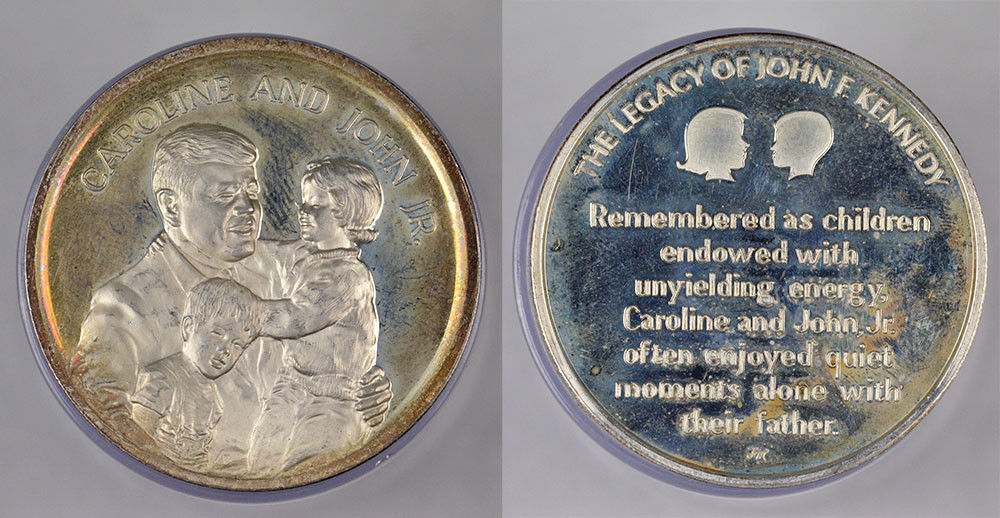 CAROLINE AND JOHN JR.
THE LEGACY OF JOHN F. KENNEDY
Remembered as children
endowed with
unyielding energy,
Caroline and John, Jr.
often enjoyed quiet
moments alone with
their father.